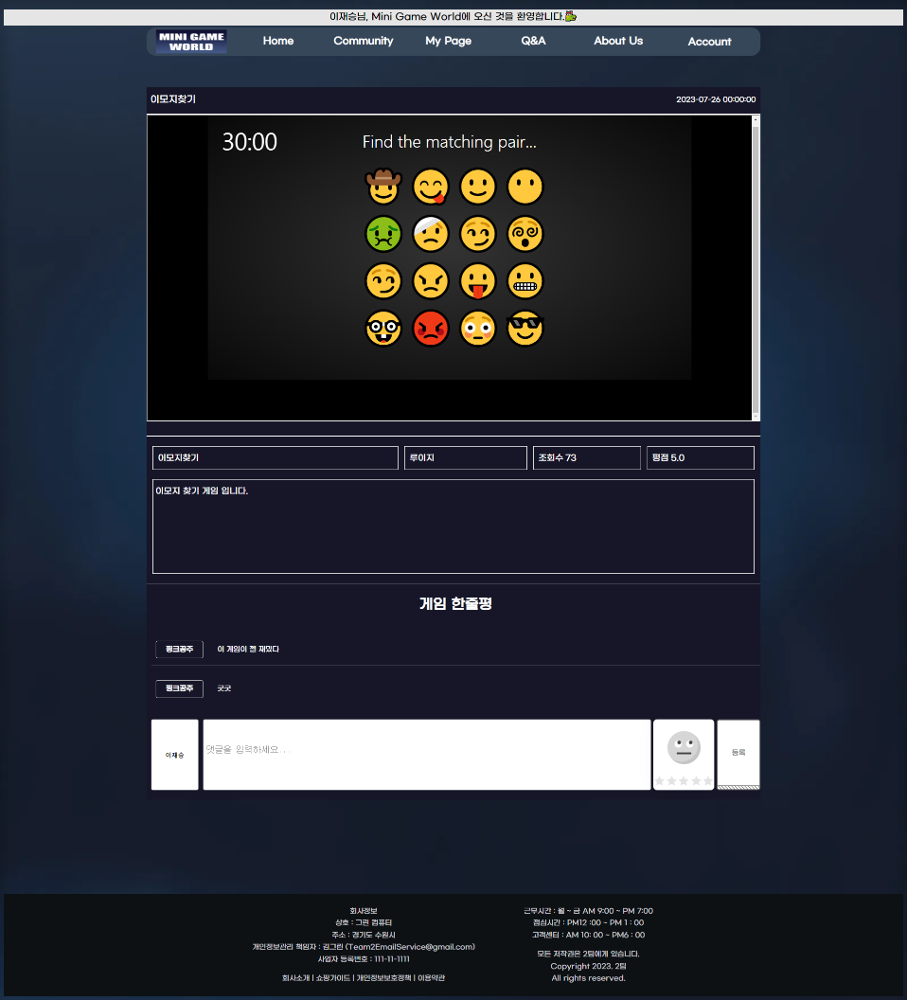 이재승님, Mini Game World에 오신 것을 환영합니다.
MINI GAME WORLD Home Community My Page Q&A About Us Account
이모지찾기 2023-07-26 00:00:00
30:00 Find the matching pair...
이모지찾기 루이지 조회수 73 평점 5.0
이모지 찾기 게임 입니다.
게임 한줄평
핑크공주 이 게임이 젤 재밌다
핑크공주 굿굿
이재승 댓글을 입력하세요... 등록
회사정보
상호 : 그린 컴퓨터
주소 : 경기도 수원시
개인정보관리 책임자 : 김그린 (Team2EmailService@gmail.com)
사업자 등록번호 : 111-11-1111
회사소개 | 쇼핑가이드 | 개인정보보호정책 | 이용약관
근무시간 : 월 ~ 금 AM 9:00 ~ PM 7:00
점심시간 : PM12 :00 ~ PM 1 : 00
고객센터 : AM 10: 00 ~ PM6 : 00
모든 저작권은 2팀에게 있습니다.
Copyright 2023. 2팀
All rights reserved.